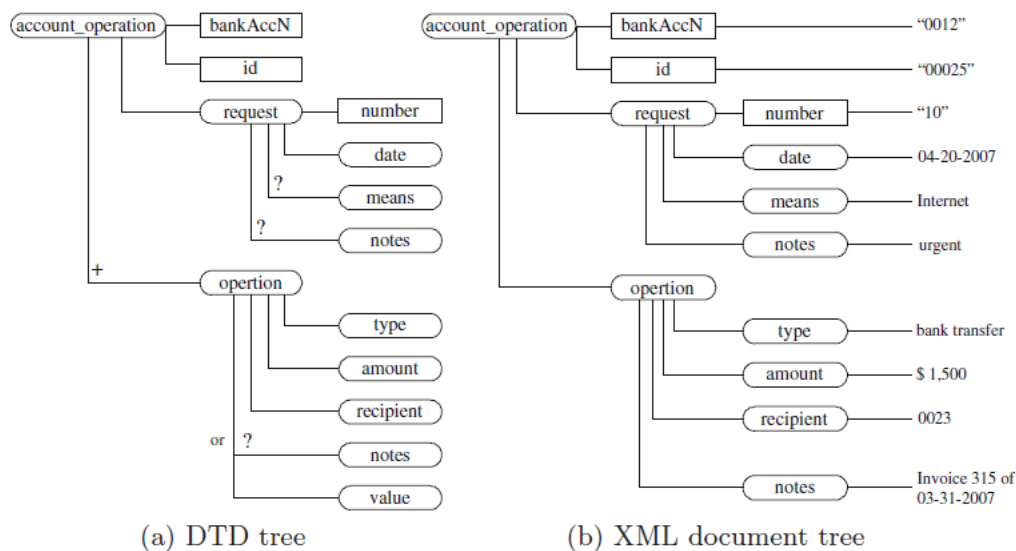 account_operation
bankAccN
id
request
number
date
?
means
?
notes
+
opertion
type
amount
recipient
or
?
notes
value
(a) DTD tree
account_operation
bankAccN
“0012”
id
“00025”
request
number
“10”
date
04-20-2007
means
Internet
notes
urgent
opertion
type
bank transfer
amount
$ 1,500
recipient
0023
notes
Invoice 315 of
03-31-2007
(b) XML document tree